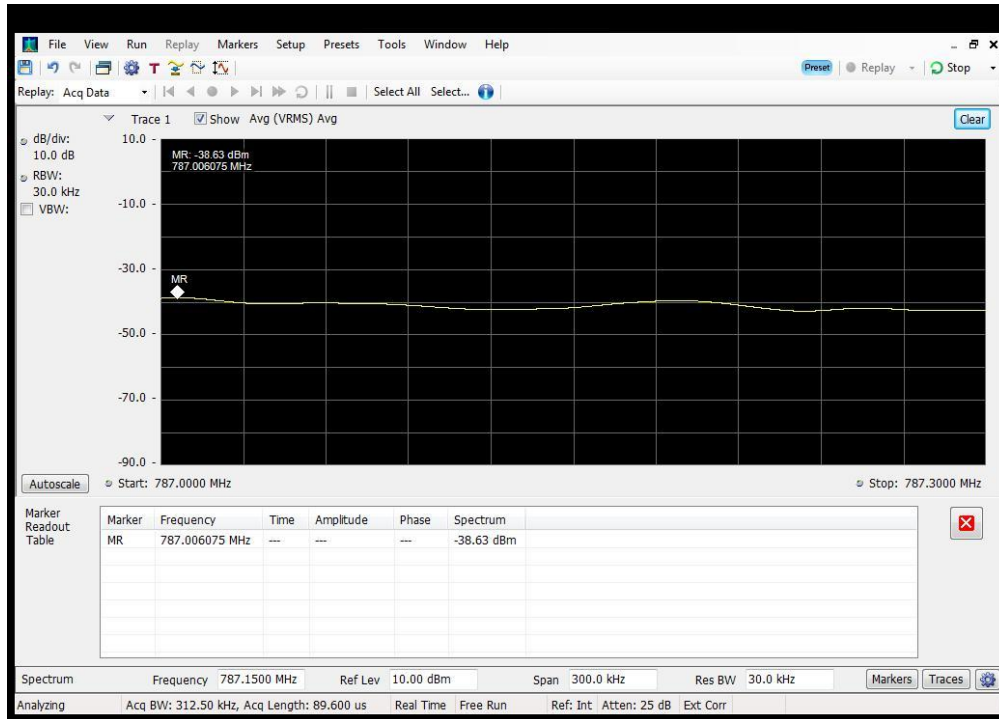 File View Run Replay Markers Setup Presets Tools Window Help
Preset Replay Stop
Replay: Acq Data Select All Select...
Trace 1 Show Avg (VRMS) Avg Clear
dB/div:
10.0 dB
RBW:
30.0 kHz
VBW:
10.0
-10.0
-30.0
-50.0
-70.0
-90.0
MR: -38.63 dBm
787.006075 MHz
MR
Autoscale Start: 787.0000 MHz Stop: 787.3000 MHz
Marker
Readout
Table
Marker Frequency Time Amplitude Phase Spectrum
MR 787.006075 MHz --- --- --- -38.63 dBm
Spectrum Frequency 787.1500 MHz Ref Lev 10.00 dBm Span 300.0 kHz Res BW 30.0 kHz Markers Traces
Analyzing Acq BW: 312.50 kHz, Acq Length: 89.600 us Real Time Free Run Ref: Int Atten: 25 dB Ext Corr